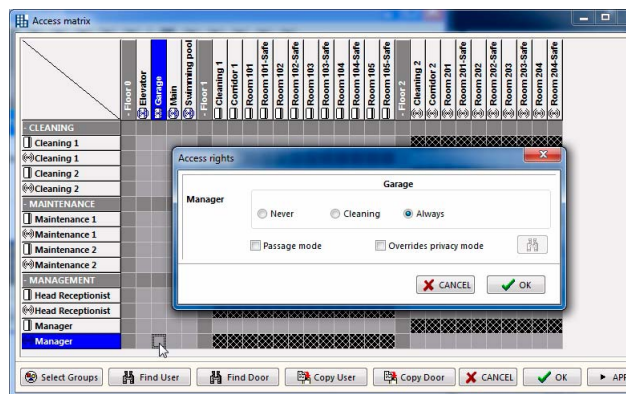 Access matrix
- Floor 0
Elevator
Garage
Main
Swimming pool
- Floor 1
Cleaning 1
Corridor 1
Room 101
Room 101-Safe
Room 102
Room 102-Safe
Room 103
Room 103-Safe
Room 104
Room 104-Safe
Room 105
Room 105-Safe
- Floor 2
Cleaning 2
Corridor 2
Room 201
Room 201-Safe
Room 202
Room 202-Safe
Room 203
Room 203-Safe
Room 204
Room 204-Safe
- CLEANING
Cleaning 1
Cleaning 1
Cleaning 2
Cleaning 2
- MAINTENANCE
Maintenance 1
Maintenance 1
Maintenance 2
Maintenance 2
- MANAGEMENT
Head Receptionist
Head Receptionist
Manager
Manager
Access rights
Garage
Manager
Never Cleaning Always
Passage mode Overrides privacy mode
CANCEL OK
Select Groups Find User Find Door Copy User Copy Door CANCEL OK